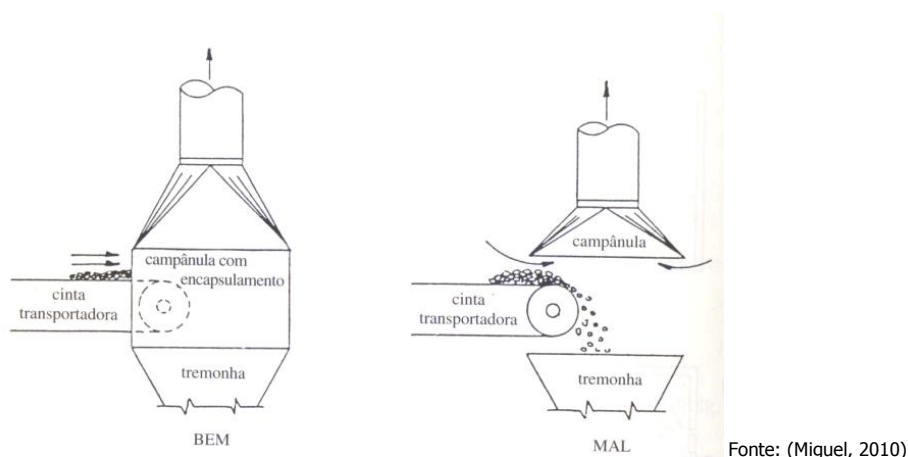 campânula com
encapsulamento
cinta
transportadora
tremonha
BEM
campânula
cinta
transportadora
tremonha
MAL
Fonte: (Miguel, 2010)